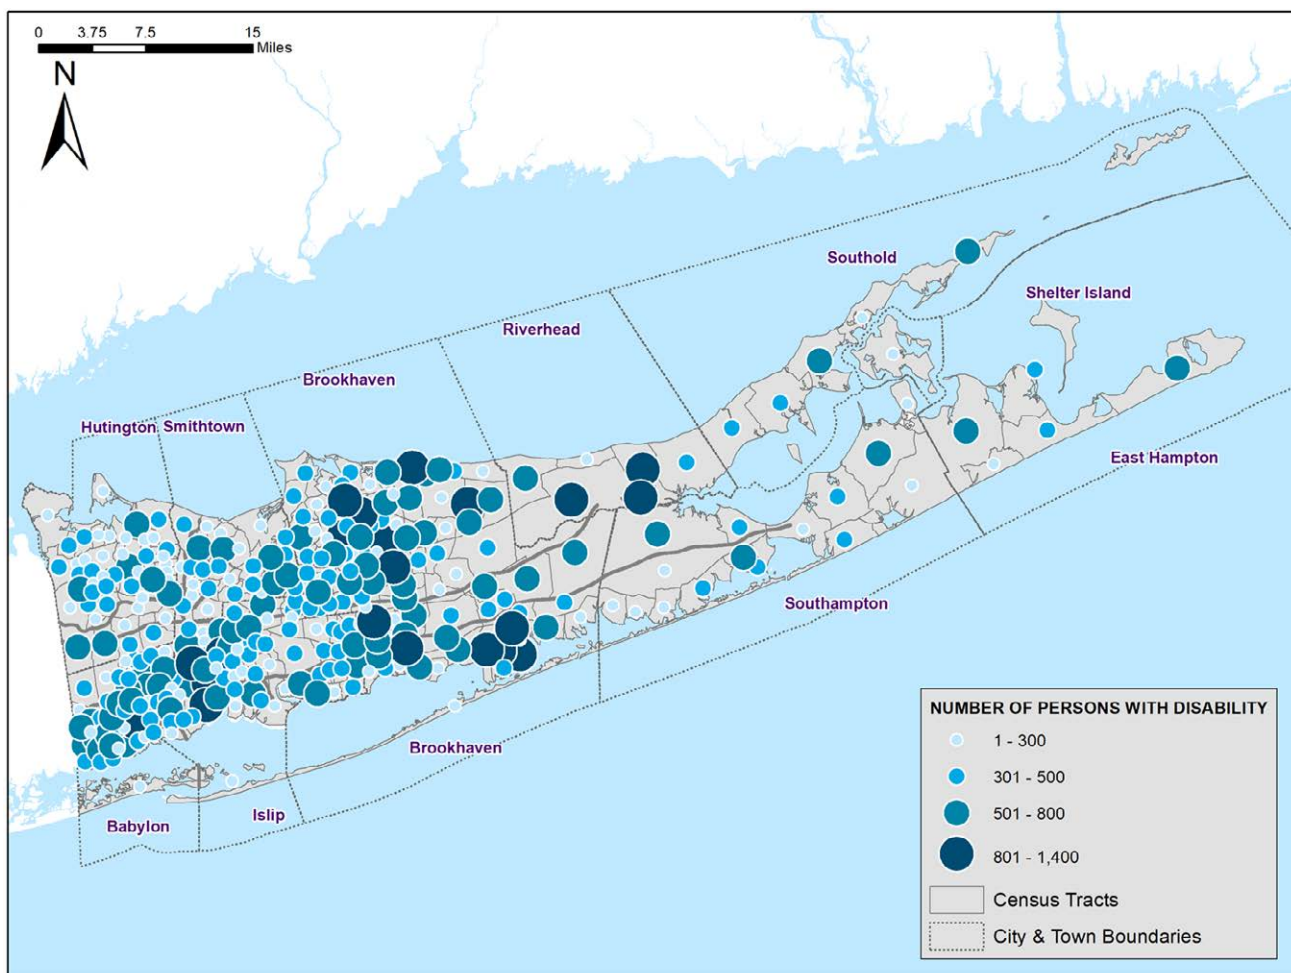 0 3.75 7.5 15
Miles
N
Southold
Shelter Island
Riverhead
Brookhaven
Hutington Smithtown
East Hampton
Southampton
Brookhaven
Islip
Babylon
NUMBER OF PERSONS WITH DISABILITY
1 - 300
301 - 500
501 - 800
801 - 1,400
Census Tracts
City & Town Boundaries